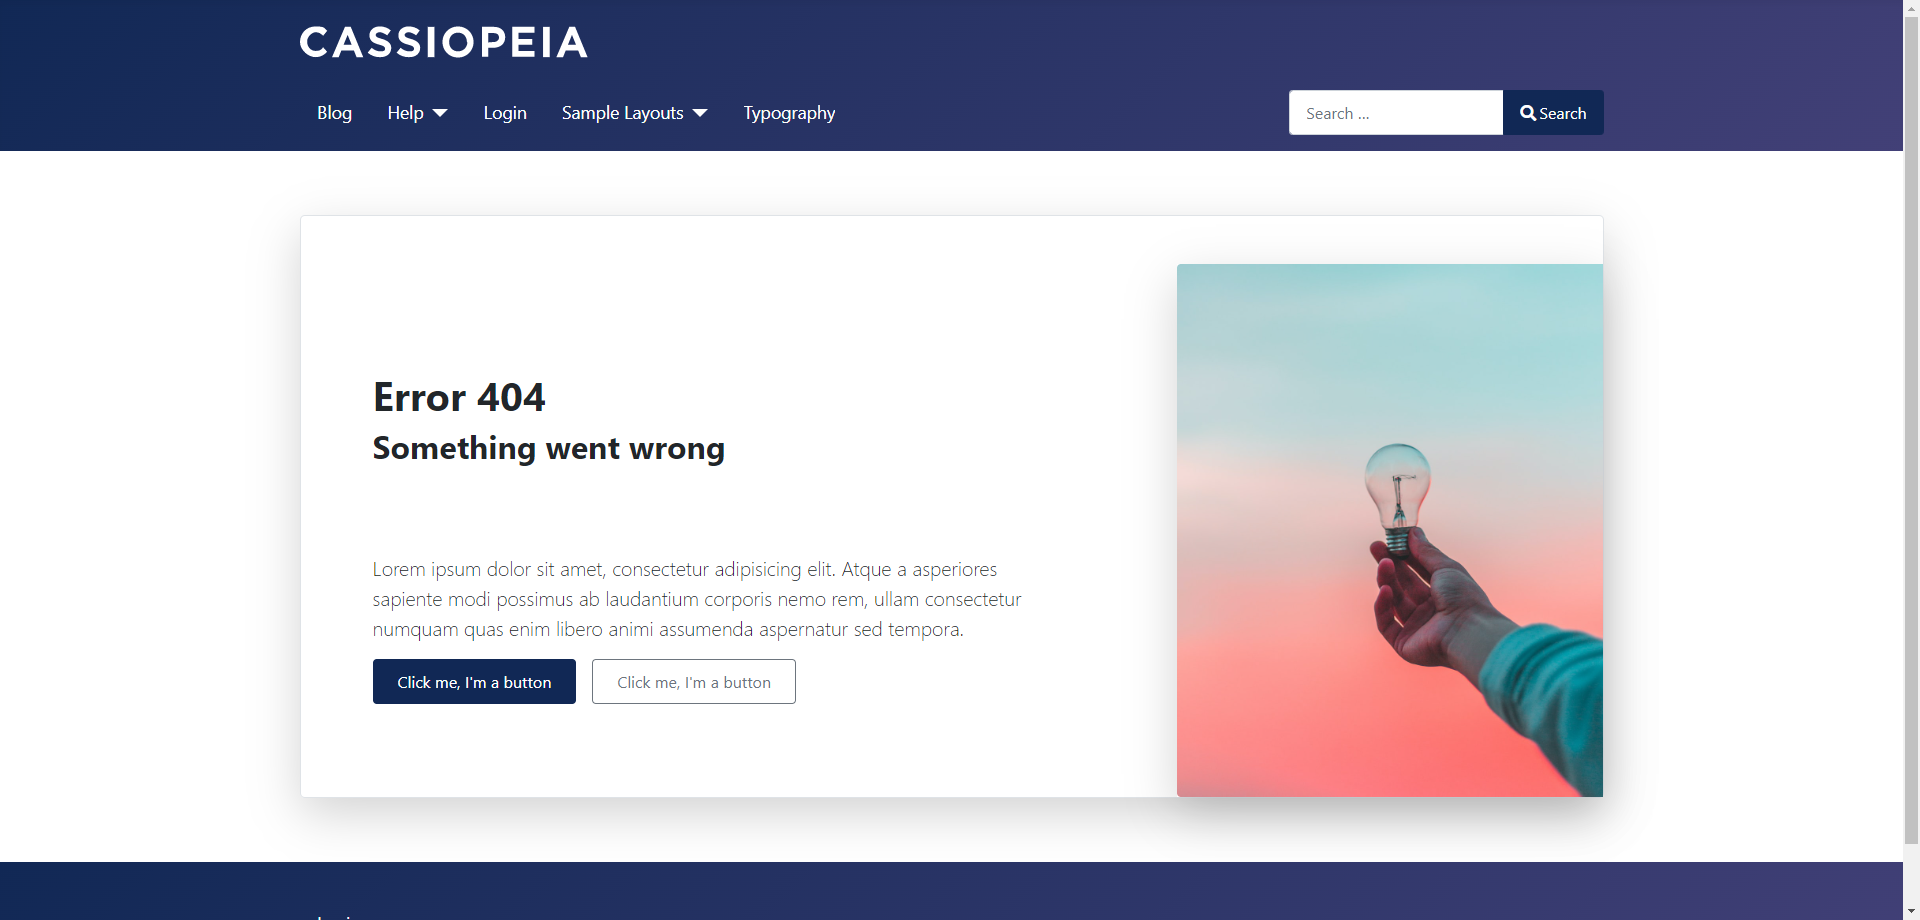 CASSIOPEIA
Blog Help Login Sample Layouts Typography
Search ... Search
Error 404
Something went wrong
Lorem ipsum dolor sit amet, consectetur adipisicing elit. Atque a asperiores
sapiente modi possimus ab laudantium corporis nemo rem, ullam consectetur
numquam quas enim libero animi assumenda aspernatur sed tempora.
Click me, I'm a button Click me, I'm a button